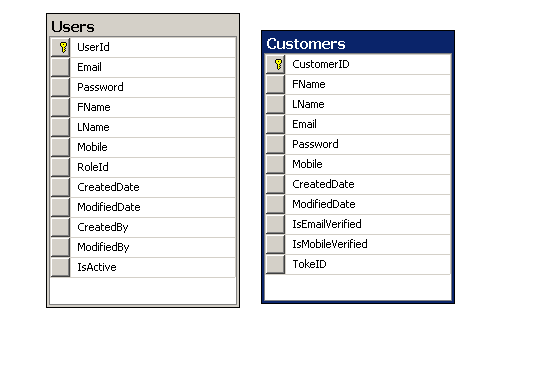 Users
UserId
Email
Password
FName
LName
Mobile
RoleId
CreatedDate
ModifiedDate
CreatedBy
ModifiedBy
IsActive
Customers
CustomerID
FName
LName
Email
Password
Mobile
CreatedDate
ModifiedDate
IsEmailVerified
IsMobileVerified
TokeID